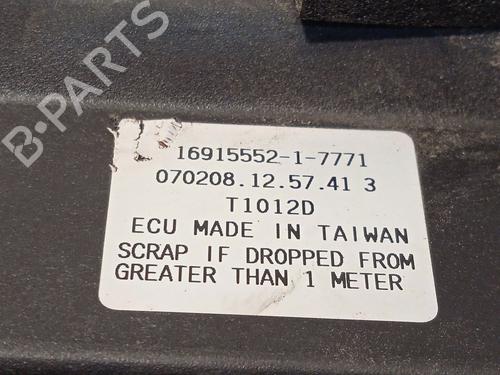 B-PARTS
16915552-1-7771
070208.12.57.41 3
T1012D
ECU MADE IN TAIWAN
SCRAP IF DROPPED FROM
GREATER THAN 1 METER